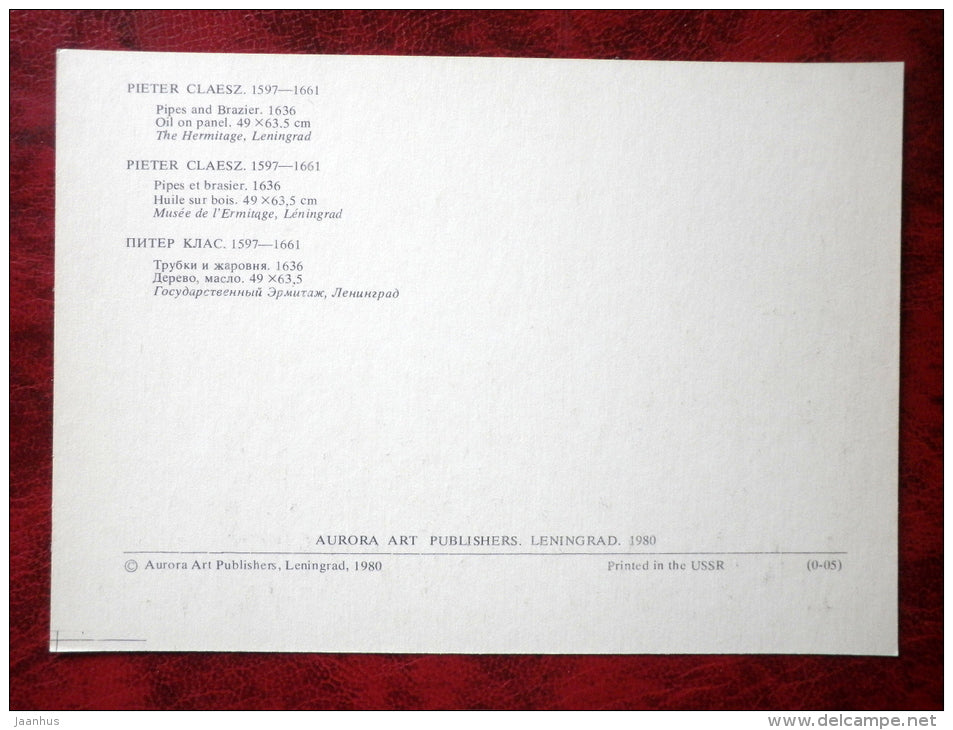 PIETER CLAESZ. 1597—1661
Pipes and Brazier. 1636
Oil on panel. 49 ×63.5 cm
The Hermitage, Leningrad
PIETER CLAESZ. 1597—1661
Pipes et brasier. 1636
Huile sur bois. 49 ×63,5 cm
Musée de l'Ermitage, Léningrad
ПИТЕР КЛАС. 1597—1661
Трубки и жаровня. 1636
Дерево, масло. 49 ×63,5
Государственный Эрмитаж, Ленинград
AURORA ART PUBLISHERS. LENINGRAD. 1980
© Aurora Art Publishers, Leningrad, 1980 Printed in the USSR (0-05)
jaanhus
delcampe.net